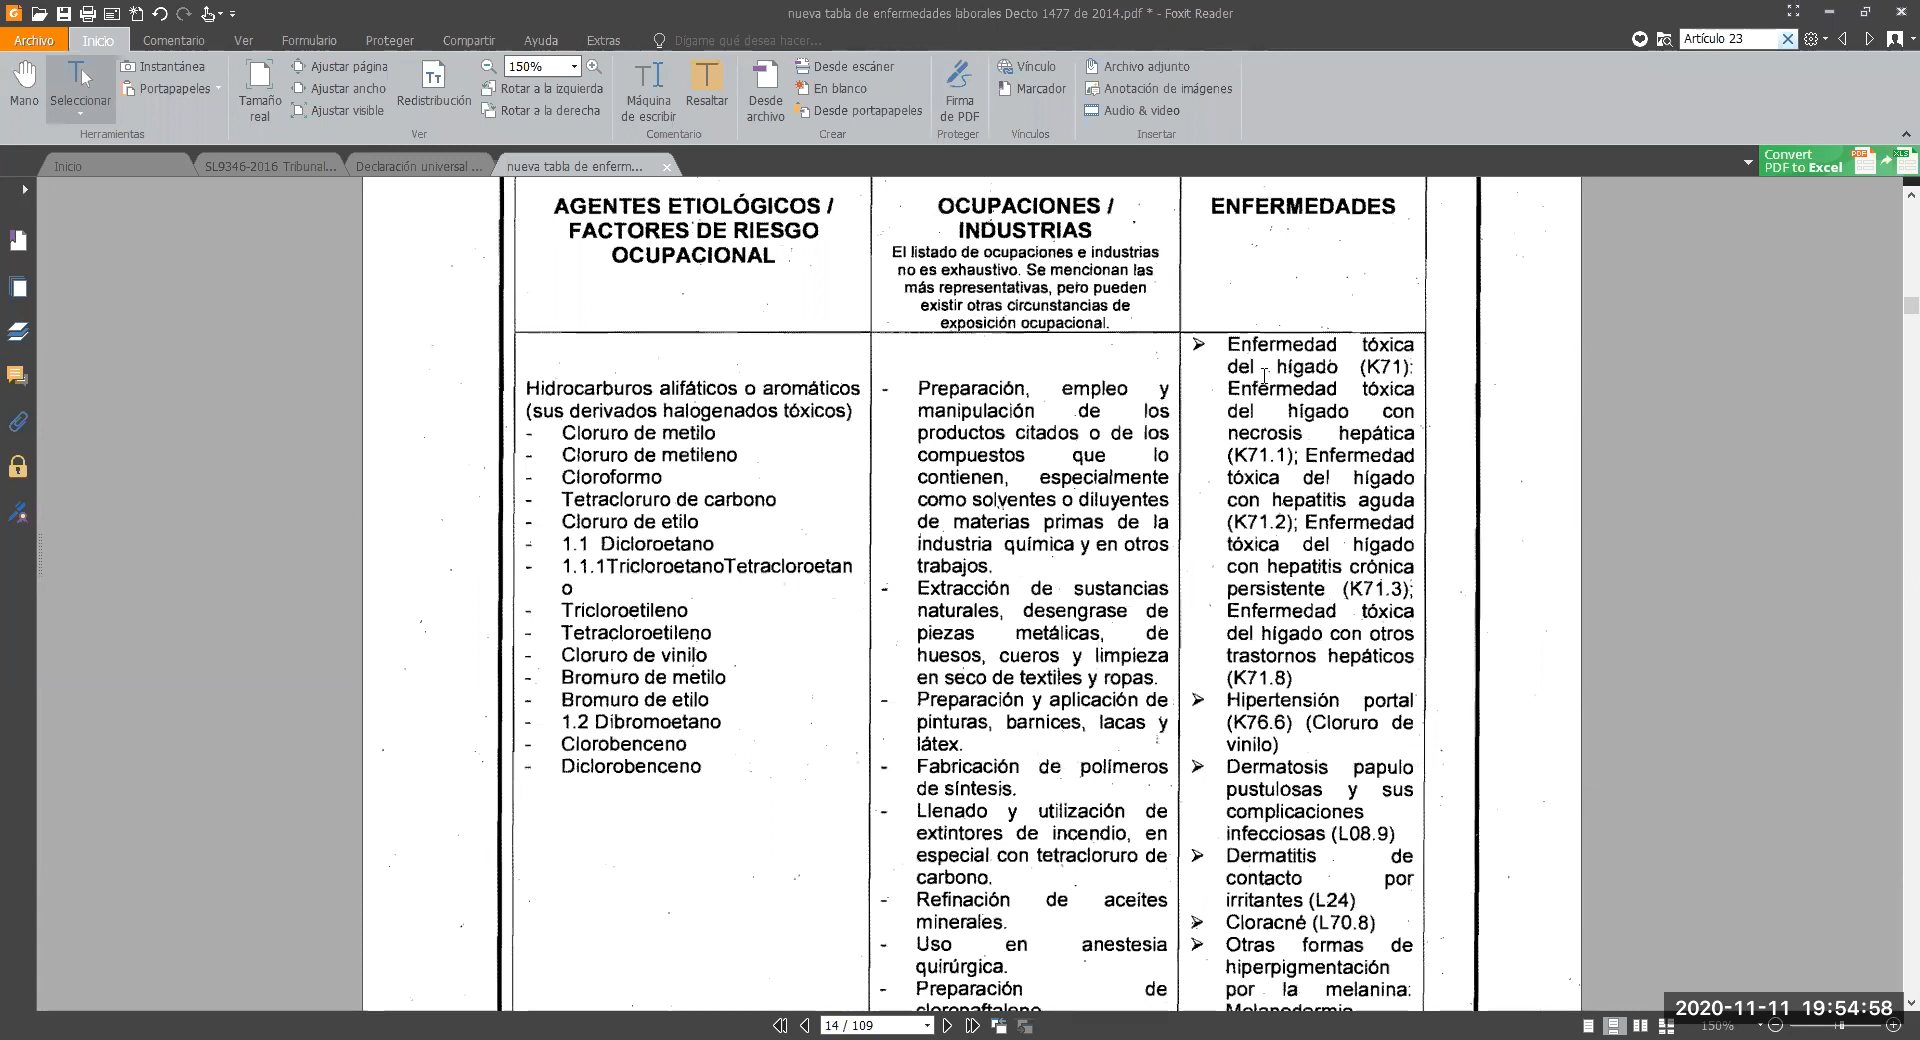 nueva tabla de enfermedades laborales Decto 1477 de 2014.pdf * - Foxit Reader
Archivo Inicio Comentario Ver Formulario Proteger Compartir Ayuda Extras Dígame qué desea hacer... Artículo 23
Mano
Seleccionar
Instantánea
Portapapeles
Herramientas
Tamaño
real
Ajustar página
Ajustar ancho
Ajustar visible
Redistribución
150%
Rotar a la izquierda
Rotar a la derecha
Ver
Máquina
de escribir
Resaltar
Comentario
Desde
archivo
Desde escáner
En blanco
Desde portapapeles
Crear
Firma
de PDF
Proteger
Vínculo
Marcador
Vínculos
Archivo adjunto
Anotación de imágenes
Audio & video
Insertar
Inicio
SL9346-2016 Tribunal...
Declaración universal ...
nueva tabla de enferm...
Convert
PDF to Excel
PDF
XLS
AGENTES ETIOLÓGICOS /
FACTORES DE RIESGO
OCUPACIONAL
OCUPACIONES /
INDUSTRIAS
El listado de ocupaciones e industrias
no es exhaustivo. Se mencionan las
más representativas, pero pueden
existir otras circunstancias de
exposición ocupacional.
ENFERMEDADES
Hidrocarburos alifáticos o aromáticos
(sus derivados halogenados tóxicos)
- Cloruro de metilo
- Cloruro de metileno
- Cloroformo
- Tetracloruro de carbono
- Cloruro de etilo
- 1.1 Dicloroetano
- 1.1.1TricloroetanoTetracloroetan
o
- Tricloroetileno
- Tetracloroetileno
- Cloruro de vinilo
- Bromuro de metilo
- Bromuro de etilo
- 1.2 Dibromoetano
- Clorobenceno
- Diclorobenceno
- Preparación, empleo y
manipulación de los
productos citados o de los
compuestos que lo
contienen, especialmente
como solventes o diluyentes
de materias primas de la
industria química y en otros
trabajos.
- Extracción de sustancias
naturales, desengrase de
piezas metálicas, de
huesos, cueros y limpieza
en seco de textiles y ropas.
- Preparación y aplicación de
pinturas, barnices, lacas y
látex.
- Fabricación de polímeros
de síntesis.
- Llenado y utilización de
extintores de incendio, en
especial con tetracloruro de
carbono.
- Refinación de aceites
minerales.
- Uso en anestesia
quirúrgica.
- Preparación de
cloronaftaleno
➢ Enfermedad tóxica
del hígado (K71):
Enfermedad tóxica
del hígado con
necrosis hepática
(K71.1); Enfermedad
tóxica del hígado
con hepatitis aguda
(K71.2); Enfermedad
tóxica del hígado
con hepatitis crónica
persistente (K71.3);
Enfermedad tóxica
del hígado con otros
trastornos hepáticos
(K71.8)
➢ Hipertensión portal
(K76.6) (Cloruro de
vinilo)
➢ Dermatosis papulo
pustulosas y sus
complicaciones
infecciosas (L08.9)
➢ Dermatitis de
contacto por
irritantes (L24)
➢ Cloracné (L70.8)
➢ Otras formas de
hiperpigmentación
por la melanina:
Melanodermia
2020-11-11 19:54:58
14 / 109
150%